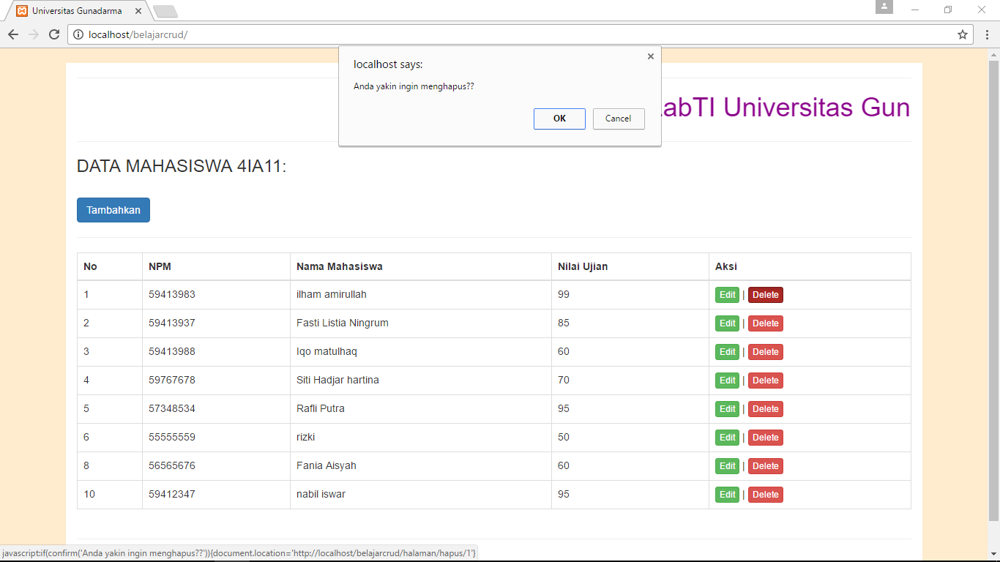 Universitas Gunadarma
localhost/belajarcrud/
localhost says:
Anda yakin ingin menghapus??
OK Cancel
abTI Universitas Gun
DATA MAHASISWA 4IA11:
Tambahkan
No NPM Nama Mahasiswa Nilai Ujian Aksi
1 59413983 ilham amirullah 99 Edit | Delete
2 59413937 Fasti Listia Ningrum 85 Edit | Delete
3 59413988 Iqo matulhaq 60 Edit | Delete
4 59767678 Siti Hadjar hartina 70 Edit | Delete
5 57348534 Rafli Putra 95 Edit | Delete
6 55555559 rizki 50 Edit | Delete
8 56565676 Fania Aisyah 60 Edit | Delete
10 59412347 nabil iswar 95 Edit | Delete
javascript:if(confirm('Anda yakin ingin menghapus??')){document.location='http://localhost/belajarcrud/halaman/hapus/1'}